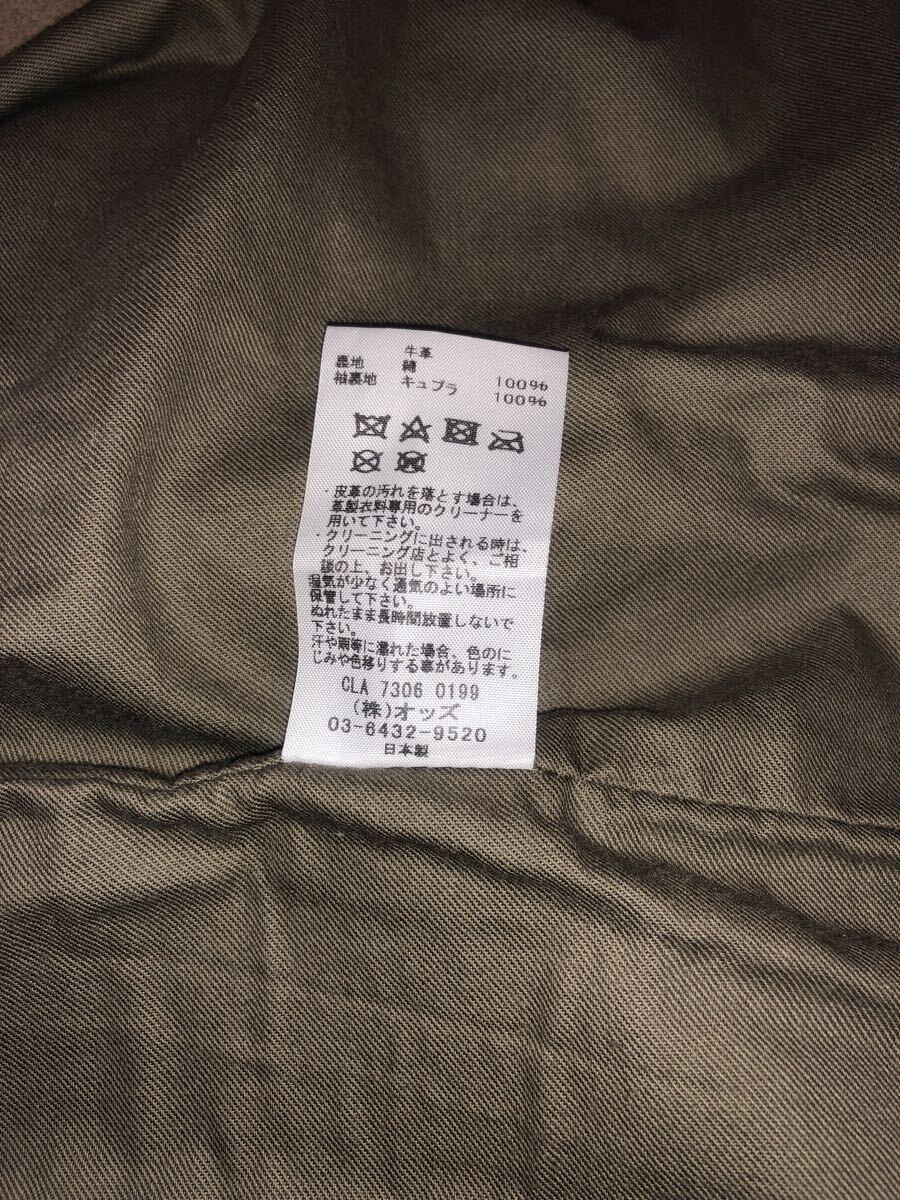 牛革
裏地 綿 100%
袖裏地 キュプラ 100%
・皮革の汚れを落とす場合は、
革製衣料専用のクリーナーを
用いて下さい。
・クリーニングに出される時は、
クリーニング店とよく、ご相
談の上、お出し下さい。
湿気が少なく通気のよい場所に
保管して下さい。
ぬれたまま長時間放置しないで
下さい。
汗や雨等に濡れた場合、色のに
じみや色移りする事があります。
CLA 7306 0199
(株)オッズ
03-6432-9520
日本製